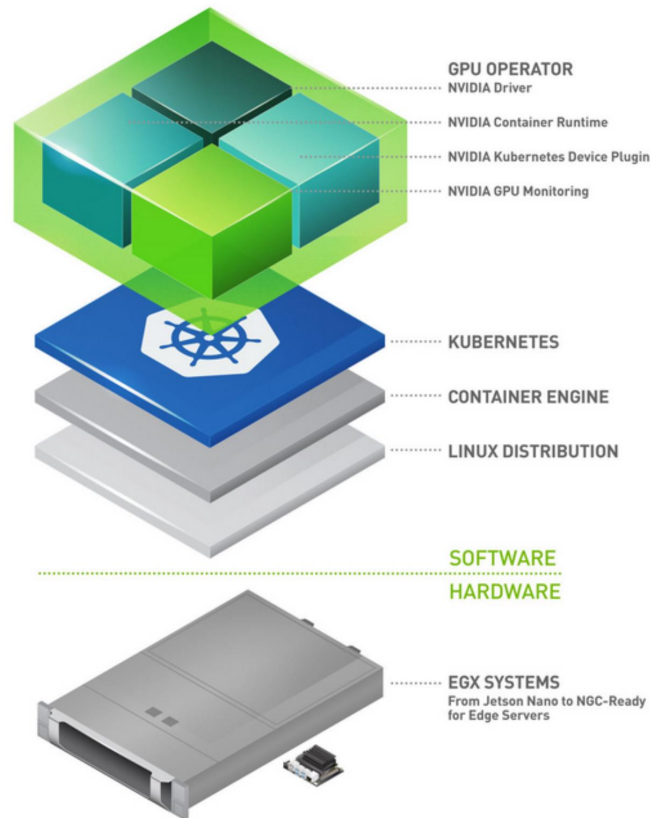 GPU OPERATOR
NVIDIA Driver
NVIDIA Container Runtime
NVIDIA Kubernetes Device Plugin
NVIDIA GPU Monitoring
KUBERNETES
CONTAINER ENGINE
LINUX DISTRIBUTION
SOFTWARE
HARDWARE
EGX SYSTEMS
From Jetson Nano to NGC-Ready
for Edge Servers